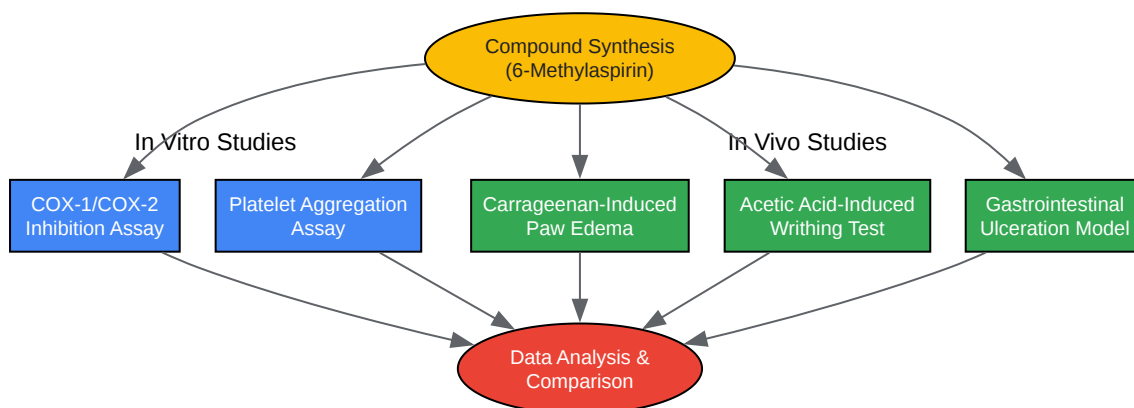 Compound Synthesis
(6-Methylaspirin)
In Vitro Studies
In Vivo Studies
COX-1/COX-2
Inhibition Assay
Platelet Aggregation
Assay
Carrageenan-Induced
Paw Edema
Acetic Acid-Induced
Writhing Test
Gastrointestinal
Ulceration Model
Data Analysis &
Comparison